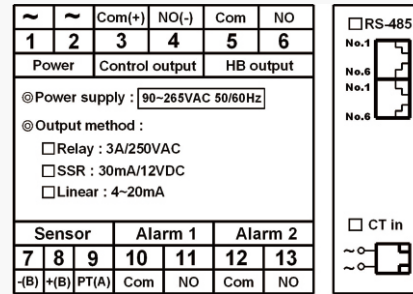 ~ ~ Com(+) NO(-) Com NO
1 2 3 4 5 6
Power Control output HB output
◎Power supply : 90~265VAC 50/60Hz
◎Output method :
□Relay : 3A/250VAC
□SSR : 30mA/12VDC
□Linear : 4~20mA
Sensor Alarm 1 Alarm 2
7 8 9 10 11 12 13
-(B) +(B) PT(A) Com NO Com NO
□RS-485
No.1
No.6
No.1
No.6
□ CT in
~
~